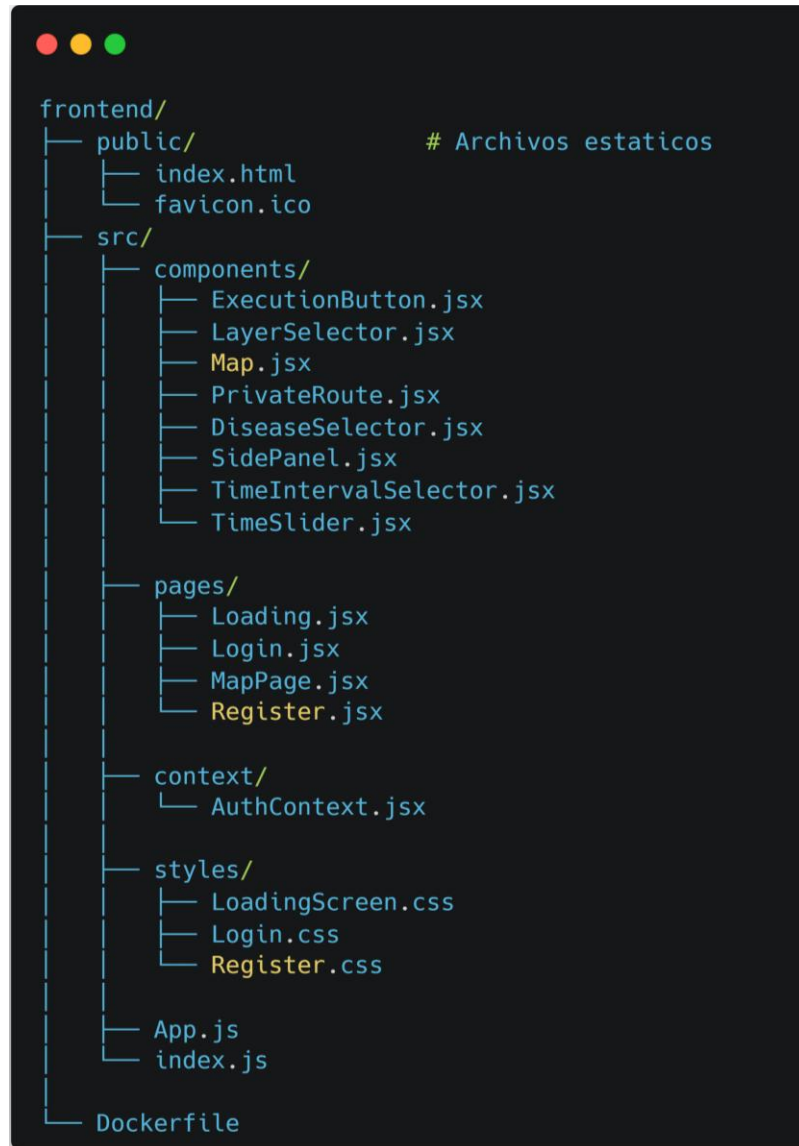 frontend/
├── public/                # Archivos estaticos
│   ├── index.html
│   └── favicon.ico
├── src/
│   ├── components/
│   │   ├── ExecutionButton.jsx
│   │   ├── LayerSelector.jsx
│   │   ├── Map.jsx
│   │   ├── PrivateRoute.jsx
│   │   ├── DiseaseSelector.jsx
│   │   ├── SidePanel.jsx
│   │   ├── TimeIntervalSelector.jsx
│   │   └── TimeSlider.jsx
│   │
│   ├── pages/
│   │   ├── Loading.jsx
│   │   ├── Login.jsx
│   │   ├── MapPage.jsx
│   │   └── Register.jsx
│   │
│   ├── context/
│   │   └── AuthContext.jsx
│   │
│   ├── styles/
│   │   ├── LoadingScreen.css
│   │   ├── Login.css
│   │   └── Register.css
│   │
│   ├── App.js
│   └── index.js
│
└── Dockerfile